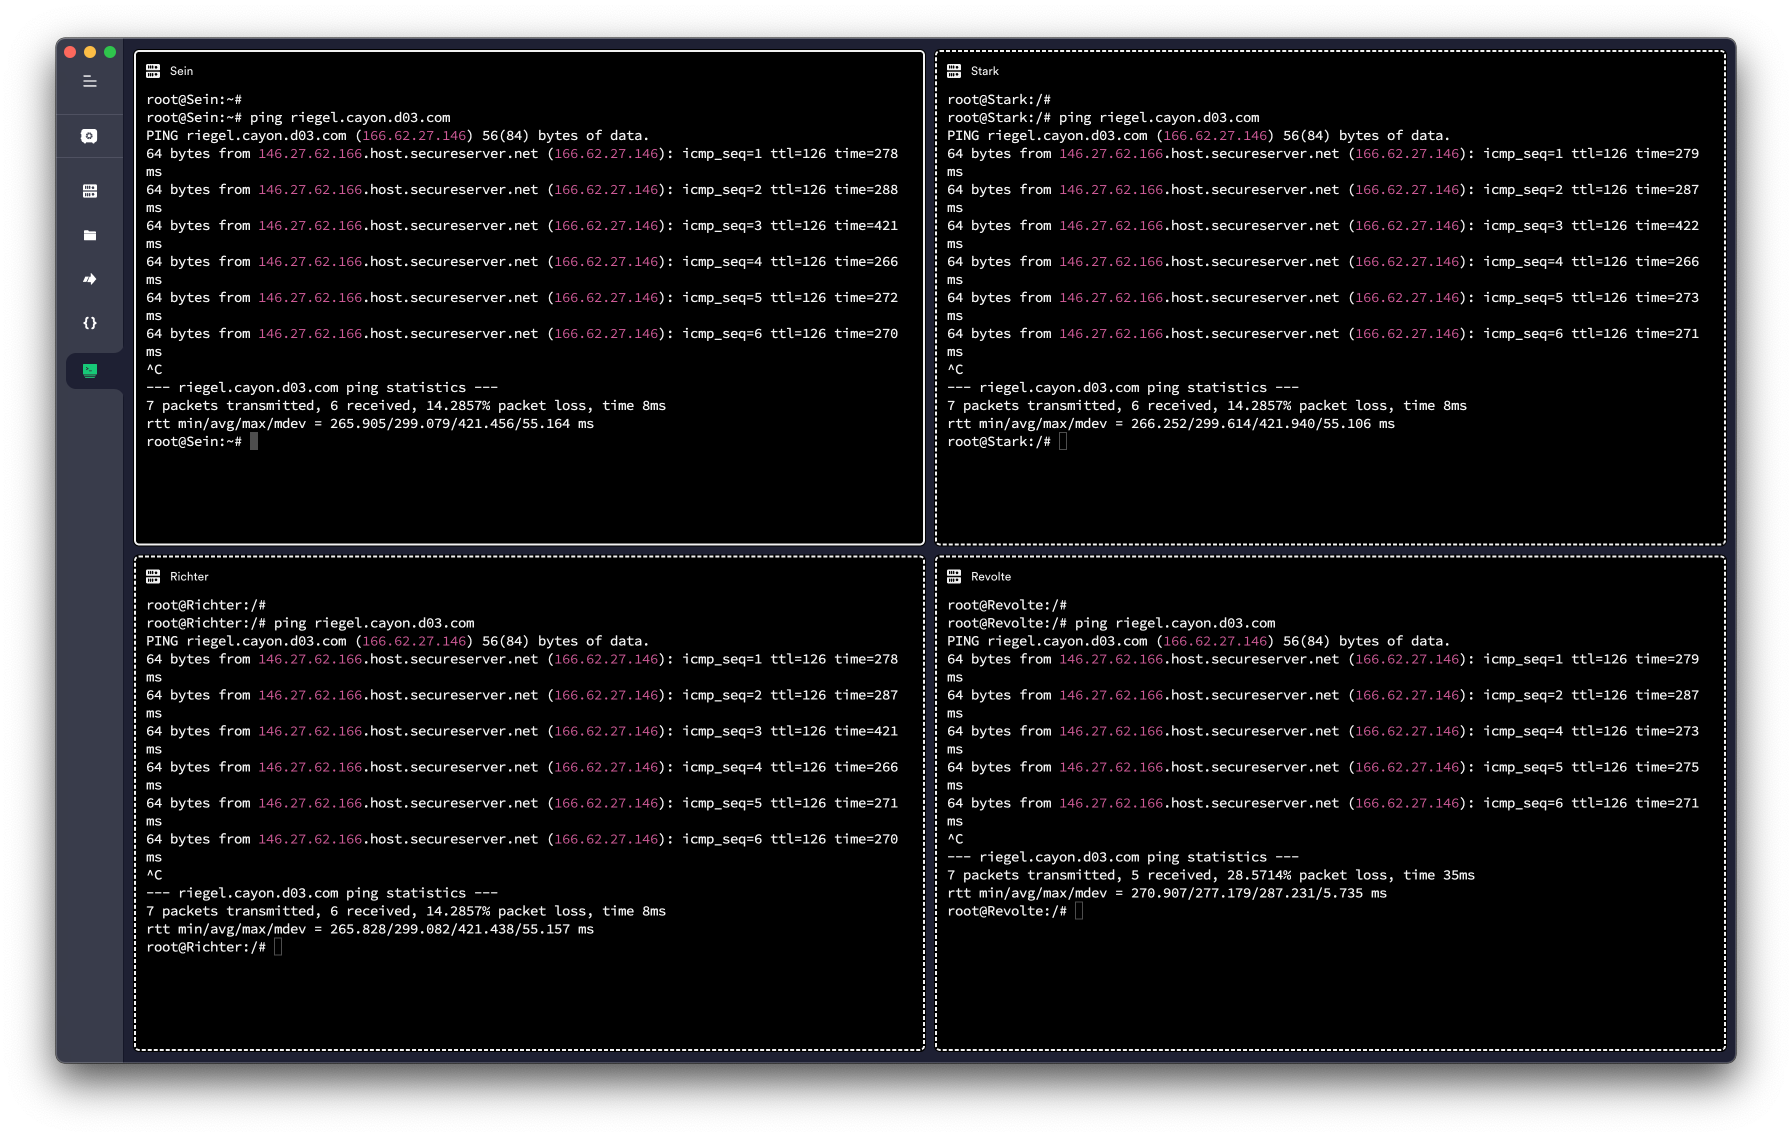 Sein
root@Sein:~#
root@Sein:~# ping riegel.cayon.d03.com
PING riegel.cayon.d03.com (166.62.27.146) 56(84) bytes of data.
64 bytes from 146.27.62.166.host.secureserver.net (166.62.27.146): icmp_seq=1 ttl=126 time=278
ms
64 bytes from 146.27.62.166.host.secureserver.net (166.62.27.146): icmp_seq=2 ttl=126 time=288
ms
64 bytes from 146.27.62.166.host.secureserver.net (166.62.27.146): icmp_seq=3 ttl=126 time=421
ms
64 bytes from 146.27.62.166.host.secureserver.net (166.62.27.146): icmp_seq=4 ttl=126 time=266
ms
64 bytes from 146.27.62.166.host.secureserver.net (166.62.27.146): icmp_seq=5 ttl=126 time=272
ms
64 bytes from 146.27.62.166.host.secureserver.net (166.62.27.146): icmp_seq=6 ttl=126 time=270
ms
^C
--- riegel.cayon.d03.com ping statistics ---
7 packets transmitted, 6 received, 14.2857% packet loss, time 8ms
rtt min/avg/max/mdev = 265.905/299.079/421.456/55.164 ms
root@Sein:~#
Stark
root@Stark:/#
root@Stark:/# ping riegel.cayon.d03.com
PING riegel.cayon.d03.com (166.62.27.146) 56(84) bytes of data.
64 bytes from 146.27.62.166.host.secureserver.net (166.62.27.146): icmp_seq=1 ttl=126 time=279
ms
64 bytes from 146.27.62.166.host.secureserver.net (166.62.27.146): icmp_seq=2 ttl=126 time=287
ms
64 bytes from 146.27.62.166.host.secureserver.net (166.62.27.146): icmp_seq=3 ttl=126 time=422
ms
64 bytes from 146.27.62.166.host.secureserver.net (166.62.27.146): icmp_seq=4 ttl=126 time=266
ms
64 bytes from 146.27.62.166.host.secureserver.net (166.62.27.146): icmp_seq=5 ttl=126 time=273
ms
64 bytes from 146.27.62.166.host.secureserver.net (166.62.27.146): icmp_seq=6 ttl=126 time=271
ms
^C
--- riegel.cayon.d03.com ping statistics ---
7 packets transmitted, 6 received, 14.2857% packet loss, time 8ms
rtt min/avg/max/mdev = 266.252/299.614/421.940/55.106 ms
root@Stark:/#
Richter
root@Richter:/#
root@Richter:/# ping riegel.cayon.d03.com
PING riegel.cayon.d03.com (166.62.27.146) 56(84) bytes of data.
64 bytes from 146.27.62.166.host.secureserver.net (166.62.27.146): icmp_seq=1 ttl=126 time=278
ms
64 bytes from 146.27.62.166.host.secureserver.net (166.62.27.146): icmp_seq=2 ttl=126 time=287
ms
64 bytes from 146.27.62.166.host.secureserver.net (166.62.27.146): icmp_seq=3 ttl=126 time=421
ms
64 bytes from 146.27.62.166.host.secureserver.net (166.62.27.146): icmp_seq=4 ttl=126 time=266
ms
64 bytes from 146.27.62.166.host.secureserver.net (166.62.27.146): icmp_seq=5 ttl=126 time=271
ms
64 bytes from 146.27.62.166.host.secureserver.net (166.62.27.146): icmp_seq=6 ttl=126 time=270
ms
^C
--- riegel.cayon.d03.com ping statistics ---
7 packets transmitted, 6 received, 14.2857% packet loss, time 8ms
rtt min/avg/max/mdev = 265.828/299.082/421.438/55.157 ms
root@Richter:/#
Revolte
root@Revolte:/#
root@Revolte:/# ping riegel.cayon.d03.com
PING riegel.cayon.d03.com (166.62.27.146) 56(84) bytes of data.
64 bytes from 146.27.62.166.host.secureserver.net (166.62.27.146): icmp_seq=1 ttl=126 time=279
ms
64 bytes from 146.27.62.166.host.secureserver.net (166.62.27.146): icmp_seq=2 ttl=126 time=287
ms
64 bytes from 146.27.62.166.host.secureserver.net (166.62.27.146): icmp_seq=4 ttl=126 time=273
ms
64 bytes from 146.27.62.166.host.secureserver.net (166.62.27.146): icmp_seq=5 ttl=126 time=275
ms
64 bytes from 146.27.62.166.host.secureserver.net (166.62.27.146): icmp_seq=6 ttl=126 time=271
ms
^C
--- riegel.cayon.d03.com ping statistics ---
7 packets transmitted, 5 received, 28.5714% packet loss, time 35ms
rtt min/avg/max/mdev = 270.907/277.179/287.231/5.735 ms
root@Revolte:/#